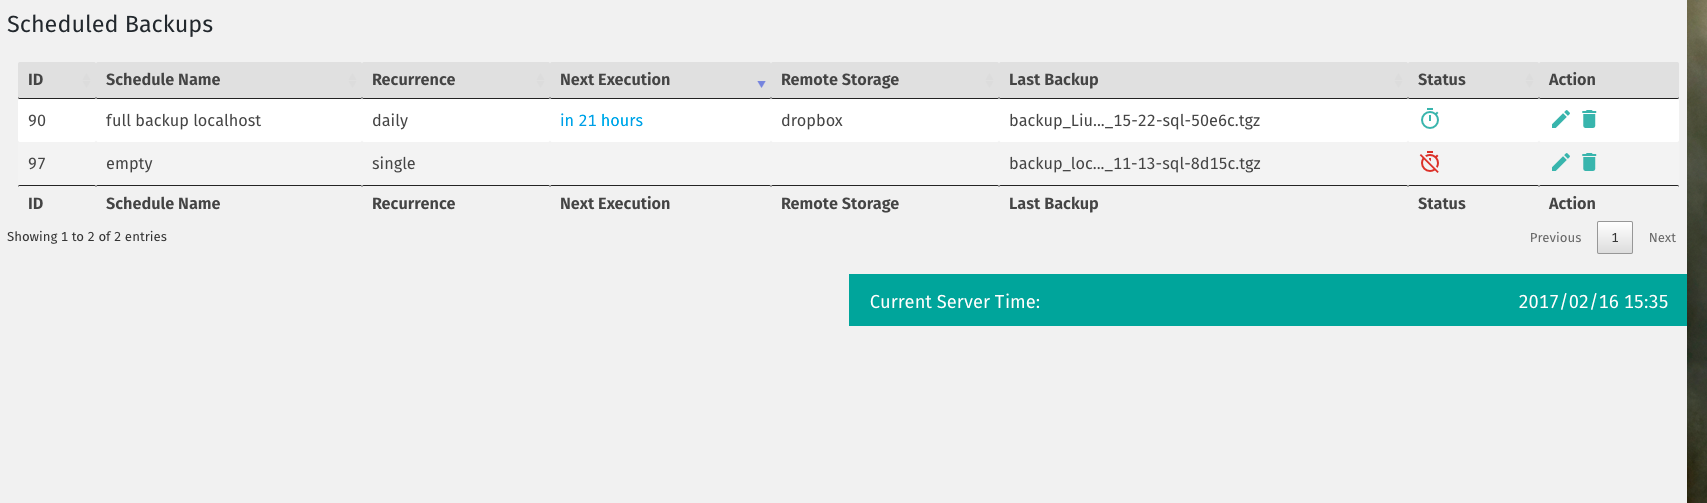 Scheduled Backups
ID Schedule Name Recurrence Next Execution Remote Storage Last Backup Status Action
90 full backup localhost daily in 21 hours dropbox backup_Liu..._15-22-sql-50e6c.tgz
97 empty single backup_loc..._11-13-sql-8d15c.tgz
ID Schedule Name Recurrence Next Execution Remote Storage Last Backup Status Action
Showing 1 to 2 of 2 entries Previous 1 Next
Current Server Time: 2017/02/16 15:35